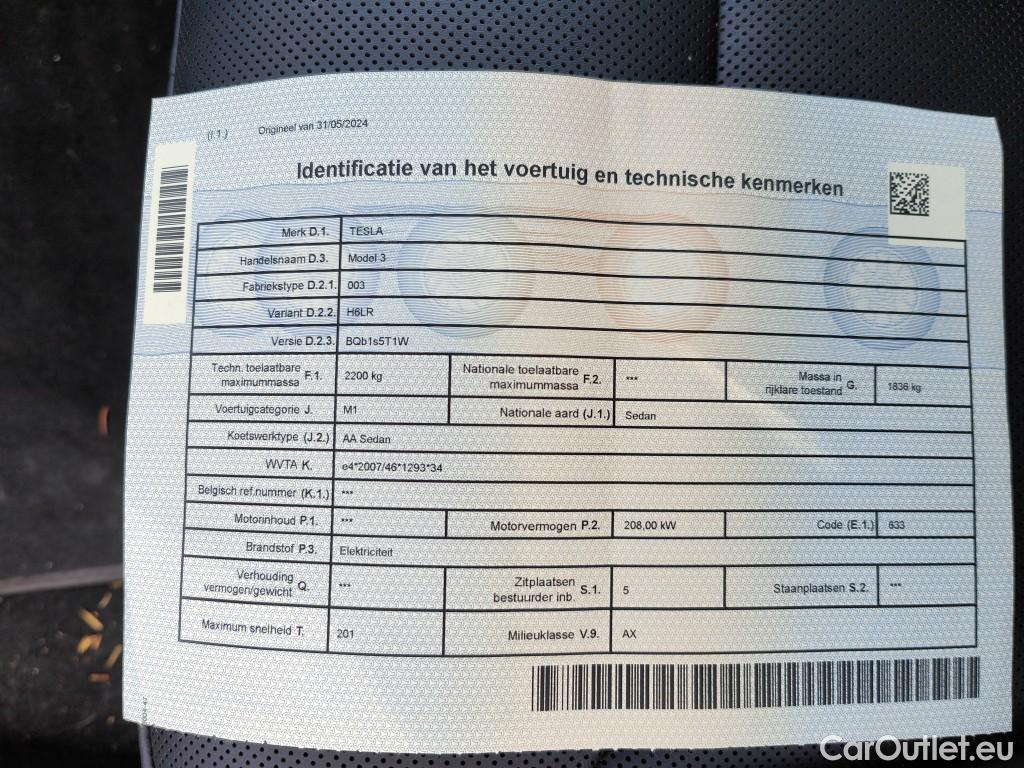 (I.1.) Origineel van 31/05/2024
Identificatie van het voertuig en technische kenmerken
Merk D.1. TESLA
Handelsnaam D.3. Model 3
Fabriekstype D.2.1. 003
Variant D.2.2. H6LR
Versie D.2.3. BQb1s5T1W
Techn. toelaatbare maximummassa F.1. 2200 kg Nationale toelaatbare maximummassa F.2. *** Massa in rijklare toestand G. 1836 kg
Voertuigcategorie J. M1 Nationale aard (J.1.) Sedan
Koetswerktype (J.2.) AA Sedan
WVTA K. e4*2007/46*1293*34
Belgisch ref.nummer (K.1.) ***
Motorinhoud P.1. *** Motorvermogen P.2. 208,00 kW Code (E.1.) 633
Brandstof P.3. Elektriciteit
Verhouding vermogen/gewicht Q. *** Zitplaatsen bestuurder inb. S.1. 5 Staanplaatsen S.2. ***
Maximum snelheid T. 201 Milieuklasse V.9. AX
CarOutlet.eu